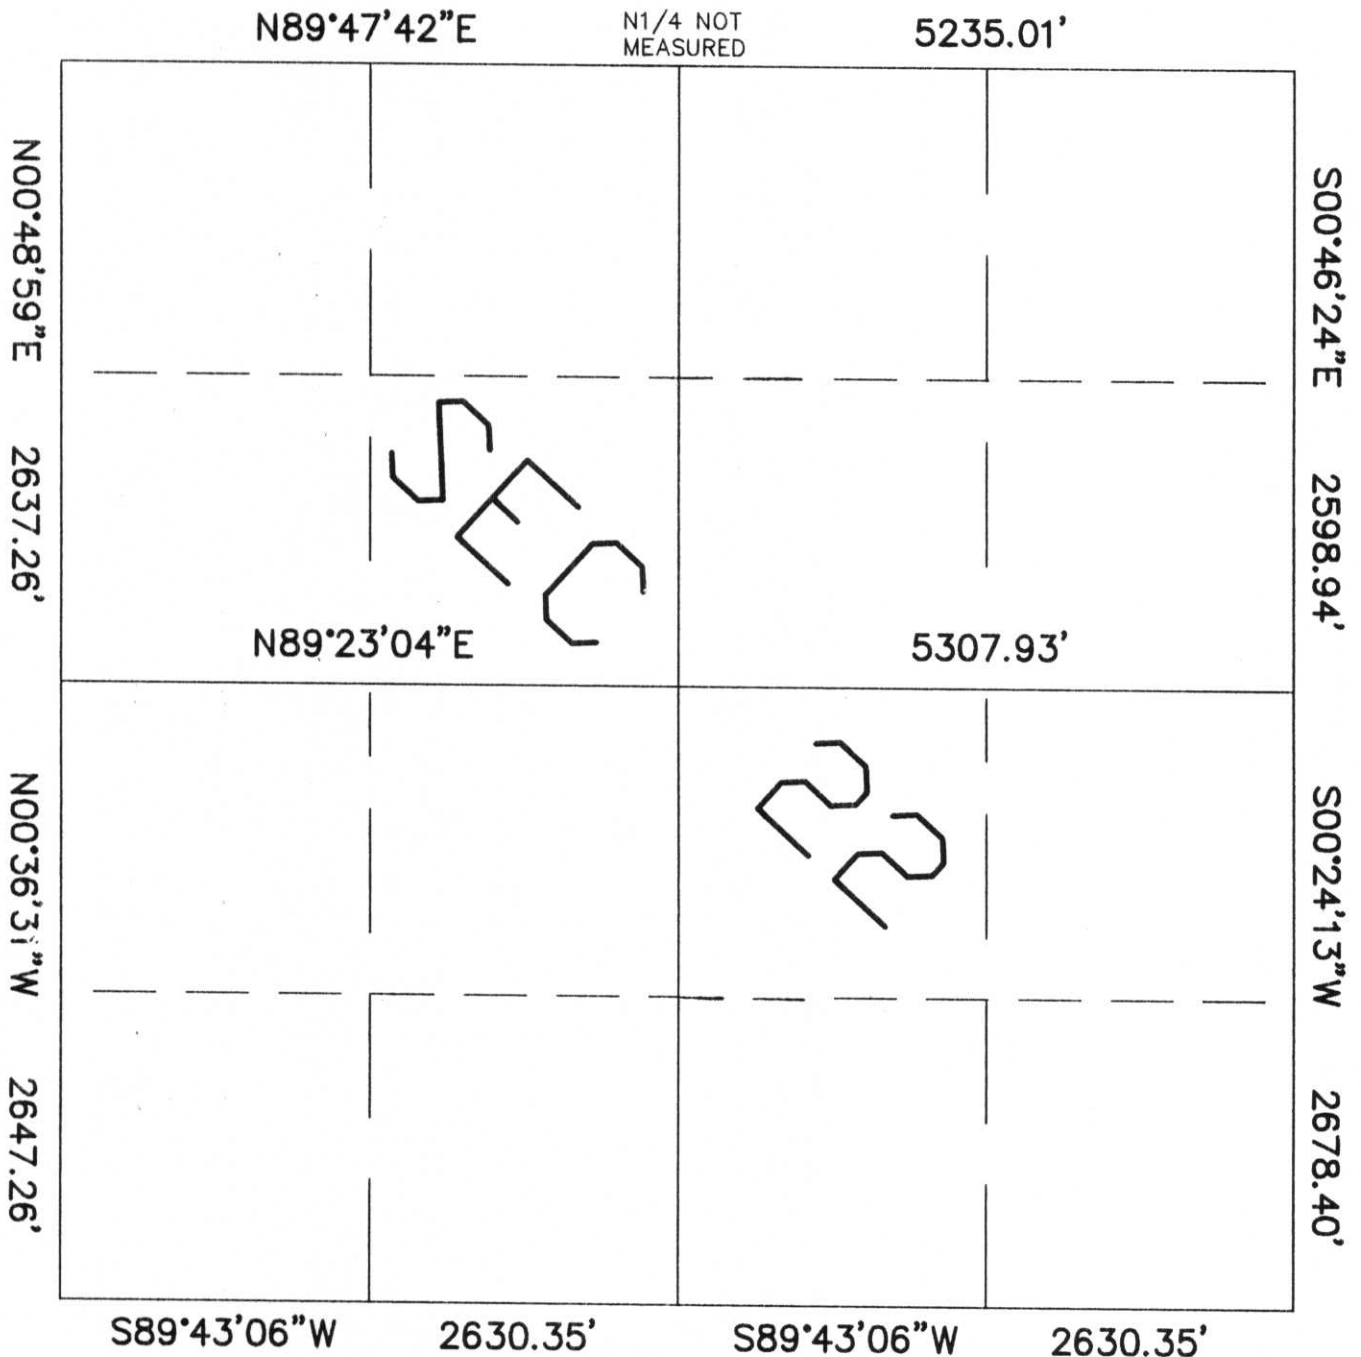 N89°47'42"E N1/4 NOT MEASURED 5235.01'
N00°48'59"E 2637.26'
S00°46'24"E 2598.94'
SEC 22
N89°23'04"E 5307.93'
N00°36'31"W 2647.26'
S00°24'13"W 2678.40'
S89°43'06"W 2630.35' S89°43'06"W 2630.35'